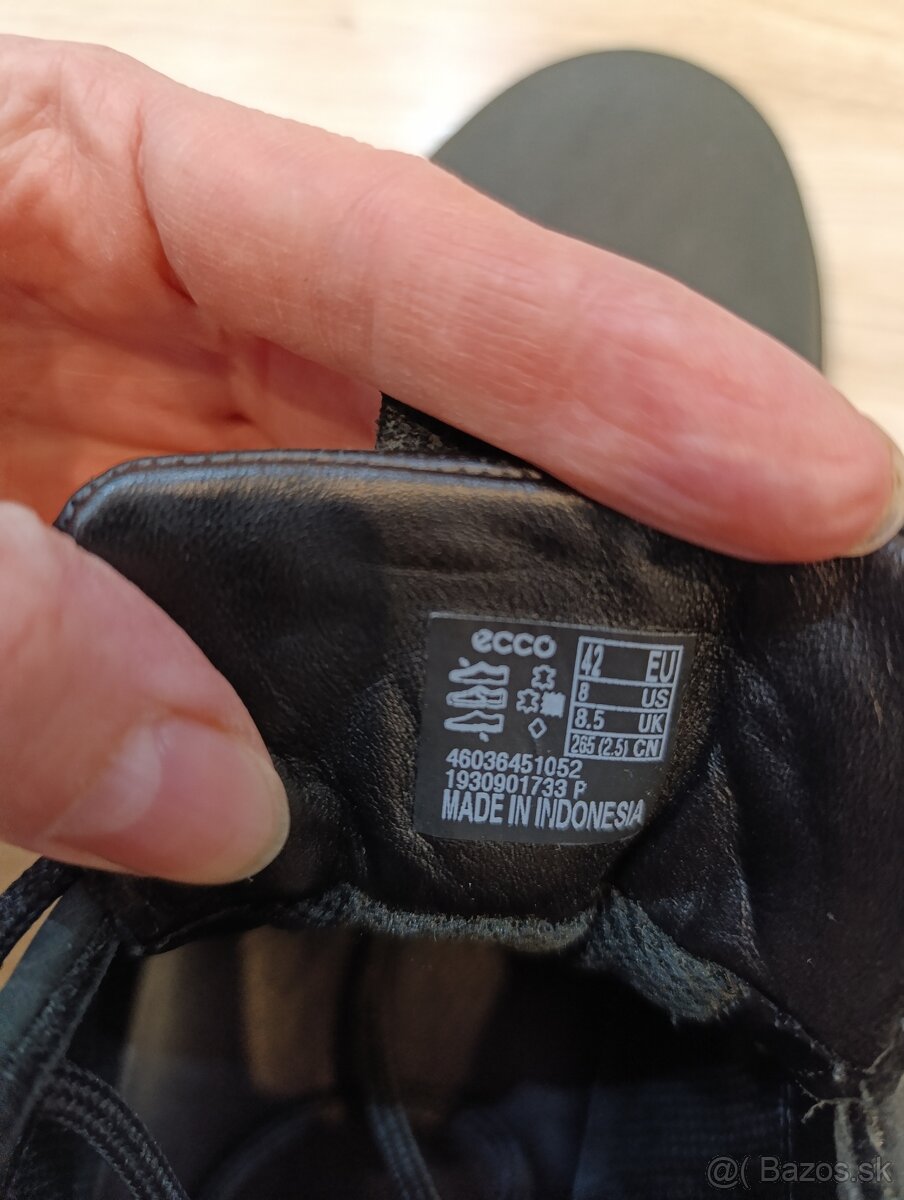 ecco
42 EU
8 US
8.5 UK
265 (2.5) CN
46036451052
1930901733 P
MADE IN INDONESIA
@( Bazos.sk